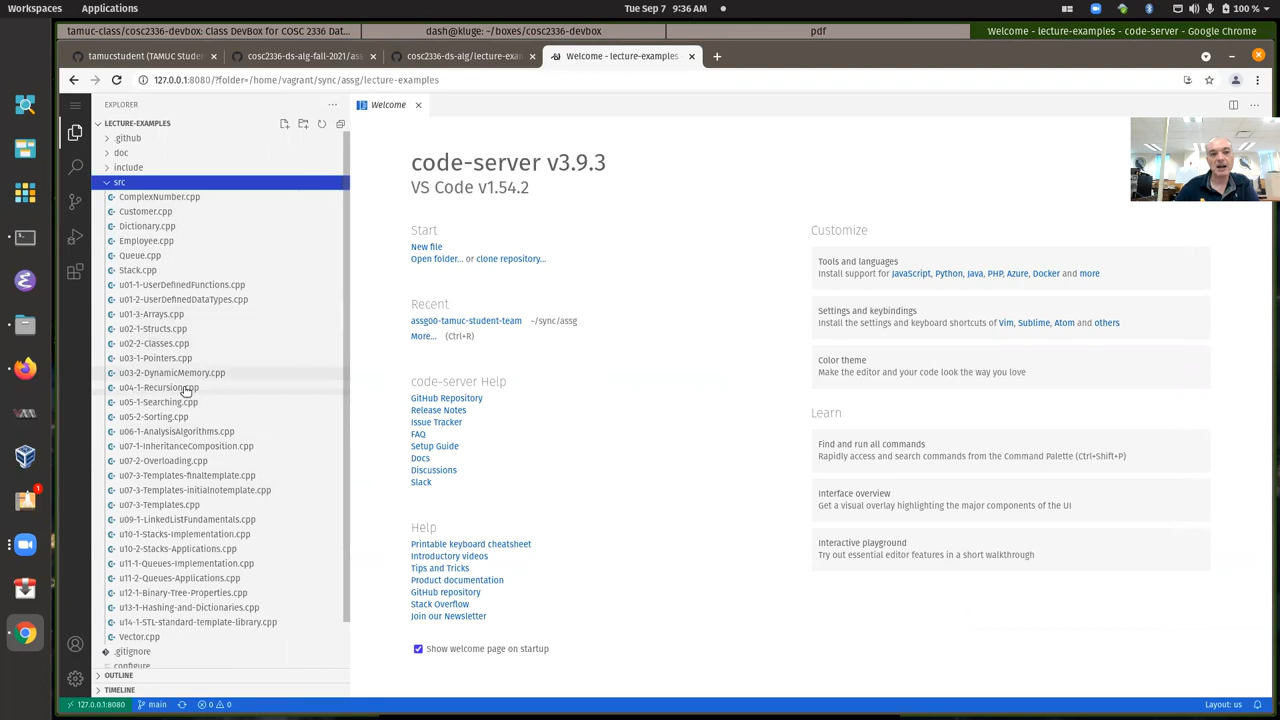 Workspaces Applications Tue Sep 7 9:36 AM 100 %
tamuc-class/cosc2336-devbox: Class DevBox for COSC 2336 Dat... dash@kluge: ~/boxes/cosc2336-devbox pdf Welcome - lecture-examples - code-server - Google Chrome
tamucstudent (TAMUC Studen cosc2336-ds-alg-fall-2021/ass cosc2336-ds-alg/lecture-exam Welcome - lecture-examples -
127.0.0.1:8080/?folder=/home/vagrant/sync/assg/lecture-examples
EXPLORER
Welcome
LECTURE-EXAMPLES
.github
doc
include
src
ComplexNumber.cpp
Customer.cpp
Dictionary.cpp
Employee.cpp
Queue.cpp
Stack.cpp
u01-1-UserDefinedFunctions.cpp
u01-2-UserDefinedDataTypes.cpp
u01-3-Arrays.cpp
u02-1-Structs.cpp
u02-2-Classes.cpp
u03-1-Pointers.cpp
u03-2-DynamicMemory.cpp
u04-1-Recursion.cpp
u05-1-Searching.cpp
u05-2-Sorting.cpp
u06-1-AnalysisAlgorithms.cpp
u07-1-InheritanceComposition.cpp
u07-2-Overloading.cpp
u07-3-Templates-finaltemplate.cpp
u07-3-Templates-initialnotemplate.cpp
u07-3-Templates.cpp
u09-1-LinkedListFundamentals.cpp
u10-1-Stacks-Implementation.cpp
u10-2-Stacks-Applications.cpp
u11-1-Queues-Implementation.cpp
u11-2-Queues-Applications.cpp
u12-1-Binary-Tree-Properties.cpp
u13-1-Hashing-and-Dictionaries.cpp
u14-1-STL-standard-template-library.cpp
Vector.cpp
.gitignore
configure
OUTLINE
TIMELINE
code-server v3.9.3
VS Code v1.54.2
Start
New file
Open folder... or clone repository...
Recent
assg00-tamuc-student-team ~/sync/assg
More... (Ctrl+R)
code-server Help
GitHub Repository
Release Notes
Issue Tracker
FAQ
Setup Guide
Docs
Discussions
Slack
Help
Printable keyboard cheatsheet
Introductory videos
Tips and Tricks
Product documentation
GitHub repository
Stack Overflow
Join our Newsletter
Show welcome page on startup
Customize
Tools and languages
Install support for JavaScript, Python, Java, PHP, Azure, Docker and more
Settings and keybindings
Install the settings and keyboard shortcuts of Vim, Sublime, Atom and others
Color theme
Make the editor and your code look the way you love
Learn
Find and run all commands
Rapidly access and search commands from the Command Palette (Ctrl+Shift+P)
Interface overview
Get a visual overlay highlighting the major components of the UI
Interactive playground
Try out essential editor features in a short walkthrough
1
127.0.0.1:8080 main 0 0 Layout: us